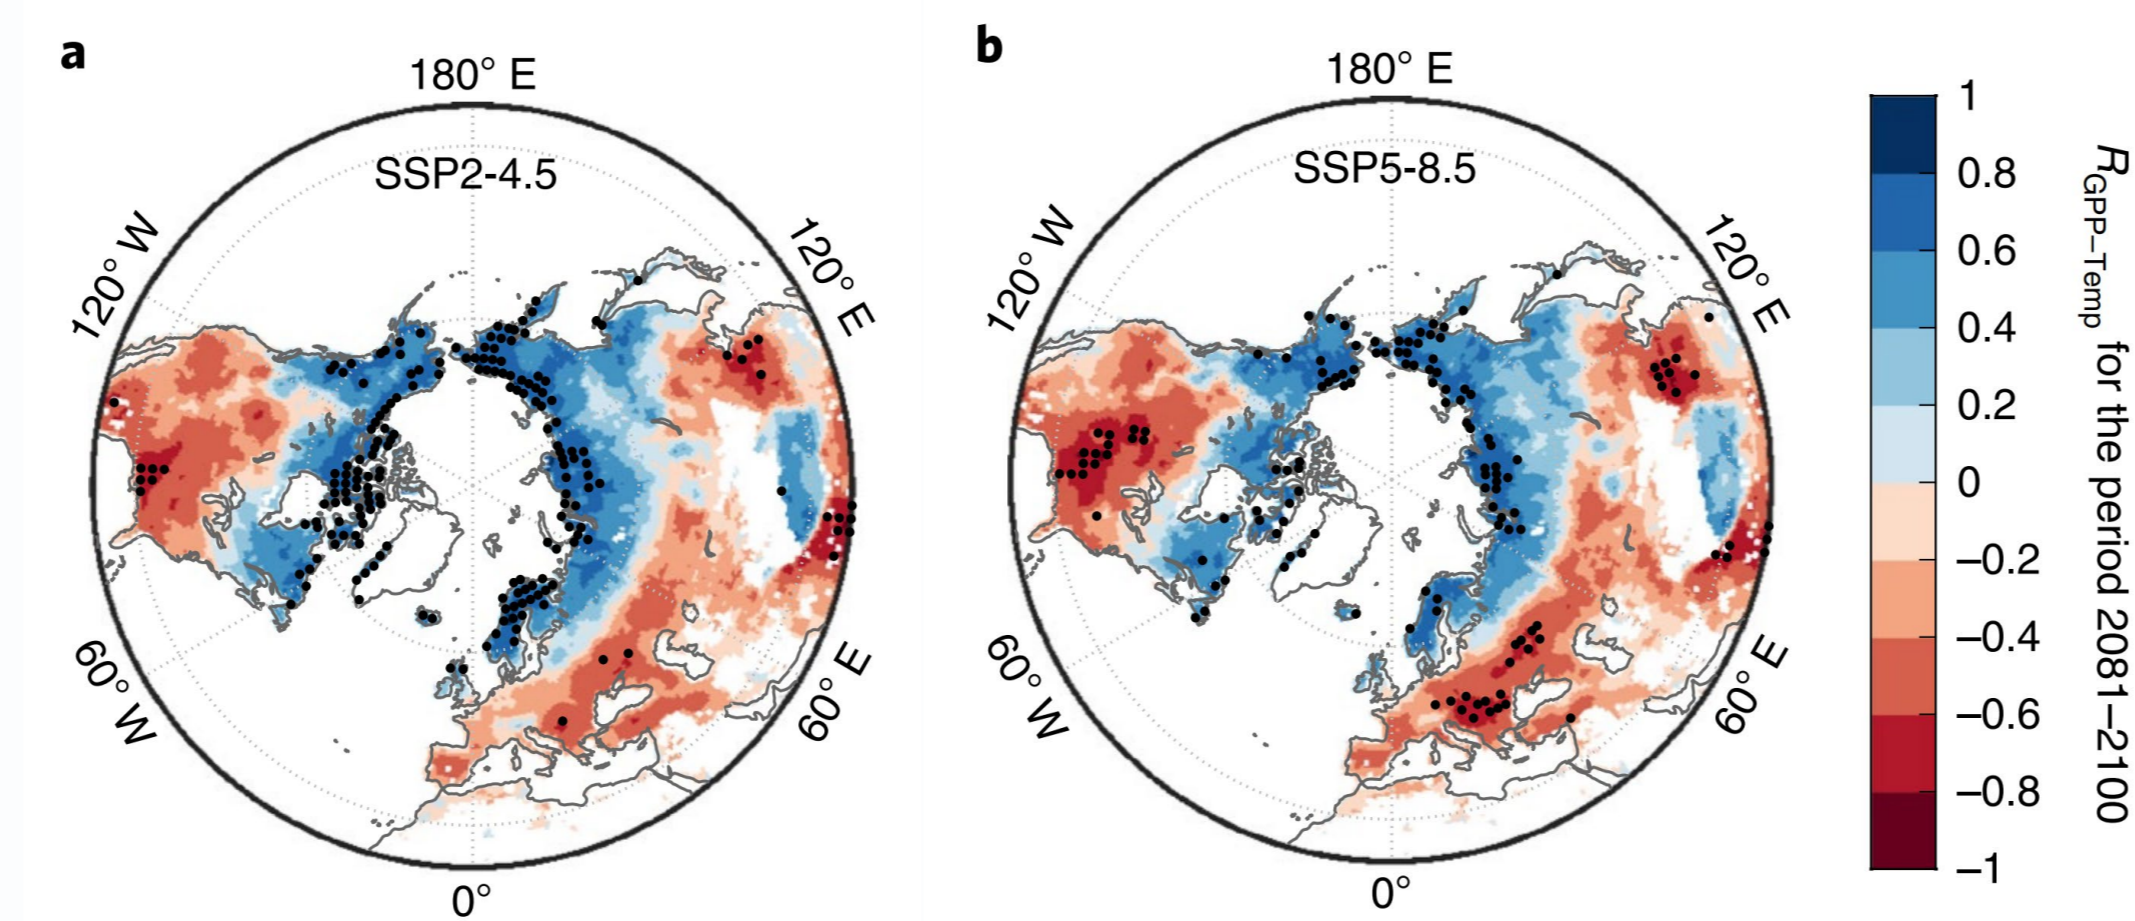 a
180° E
SSP2-4.5
120° W
120° E
60° W
60° E
0°
b
180° E
SSP5-8.5
120° W
120° E
60° W
60° E
0°
1
0.8
0.6
0.4
0.2
0
−0.2
−0.4
−0.6
−0.8
−1
RGPP−Temp for the period 2081−2100